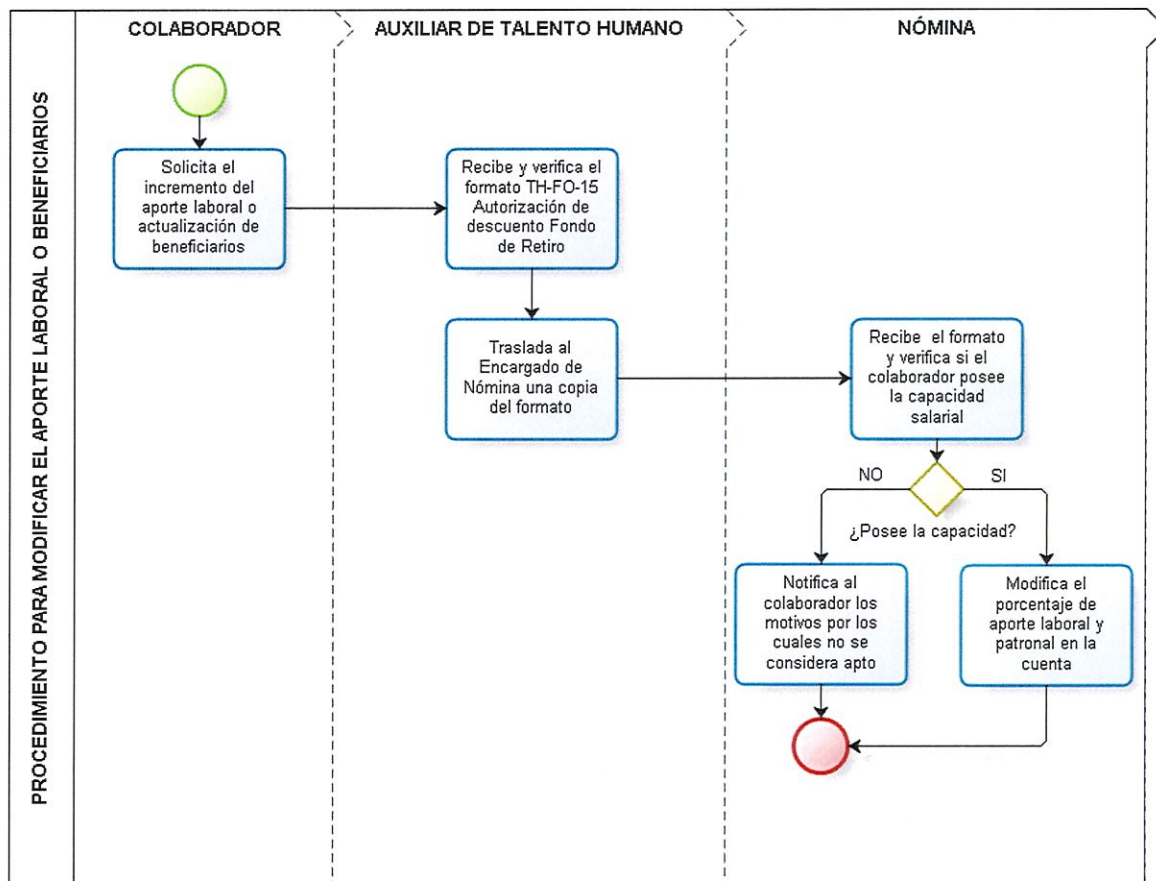 PROCEDIMIENTO PARA MODIFICAR EL APORTE LABORAL O BENEFICIARIOS
COLABORADOR
AUXILIAR DE TALENTO HUMANO
NÓMINA
Solicita el
incremento del
aporte laboral o
actualización de
beneficiarios
Recibe y verifica el
formato TH-FO-15
Autorización de
descuento Fondo
de Retiro
Traslada al
Encargado de
Nómina una copia
del formato
Recibe el formato
y verifica si el
colaborador posee
la capacidad
salarial
NO
SI
¿Posee la capacidad?
Notifica al
colaborador los
motivos por los
cuales no se
considera apto
Modifica el
porcentaje de
aporte laboral y
patronal en la
cuenta